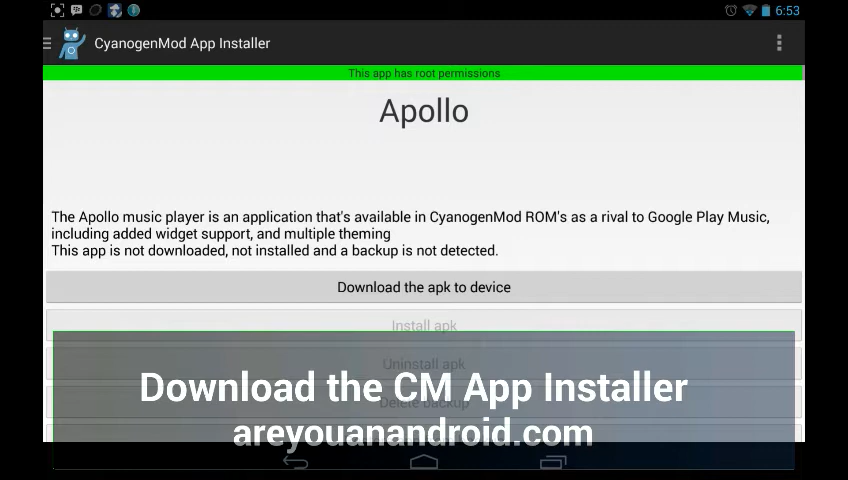 6:53
CyanogenMod App Installer
This app has root permissions
Apollo
The Apollo music player is an application that's available in CyanogenMod ROM's as a rival to Google Play Music,
including added widget support, and multiple theming
This app is not downloaded, not installed and a backup is not detected.
Download the apk to device
Install apk
Uninstall apk
Download the CM App Installer
Delete backup
areyouanandroid.com